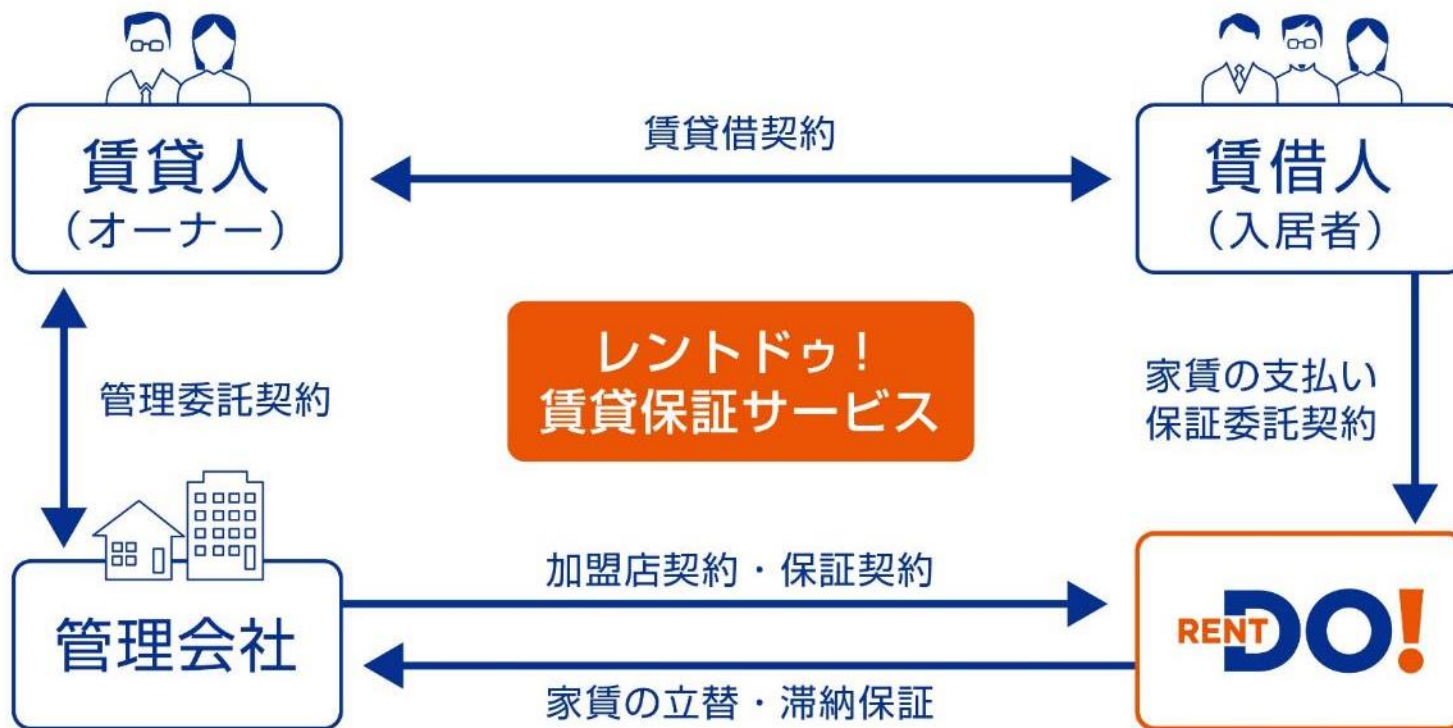 賃貸人
（オーナー）
賃貸借契約
賃借人
（入居者）
管理委託契約
レントドゥ！
賃貸保証サービス
家賃の支払い
保証委託契約
管理会社
加盟店契約・保証契約
家賃の立替・滞納保証
RENT DO!